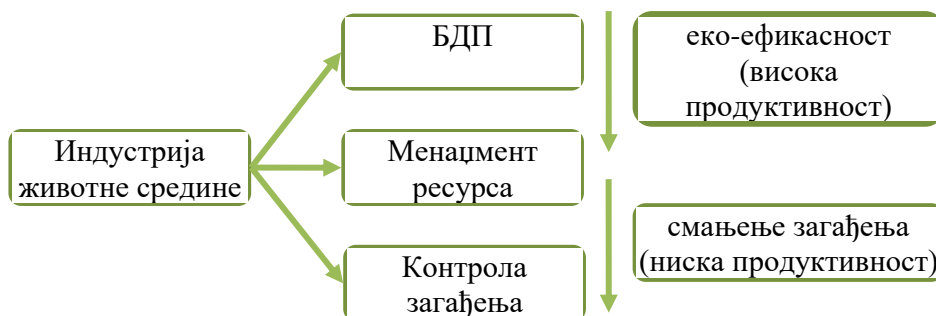 БДП
еко-ефикасност
(висока
продуктивност)
Индустрија
животне средине
Менаџмент
ресурса
смањење загађења
(ниска продуктивност)
Контрола
загађења